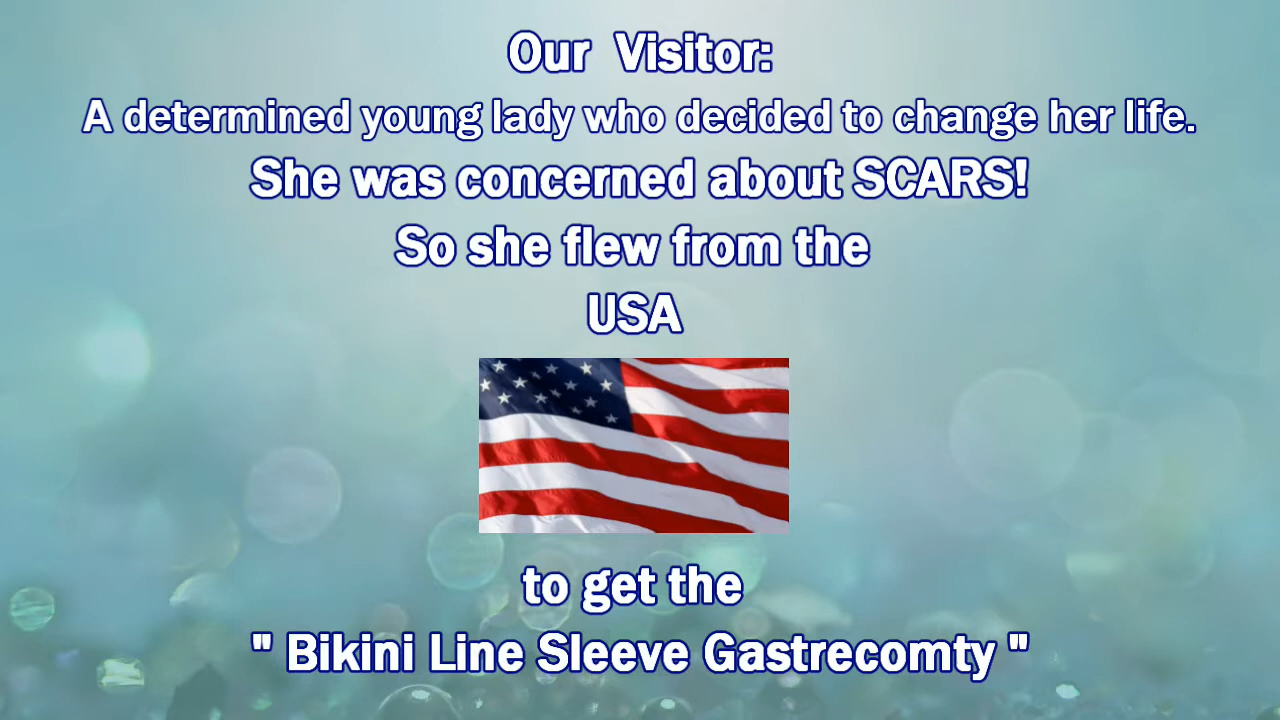 Our Visitor:
A determined young lady who decided to change her life.
She was concerned about SCARS!
So she flew from the
USA
to get the
" Bikini Line Sleeve Gastrecomty "